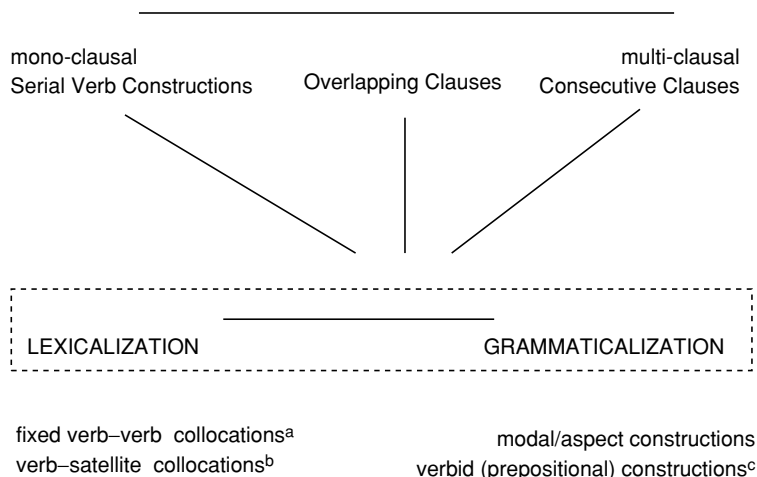 mono-clausal
Serial Verb Constructions
Overlapping Clauses
multi-clausal
Consecutive Clauses
LEXICALIZATION
GRAMMATICALIZATION
fixed verb–verb collocationsᵃ
verb–satellite collocationsᵇ
modal/aspect constructions
verbid (prepositional) constructionsᶜ